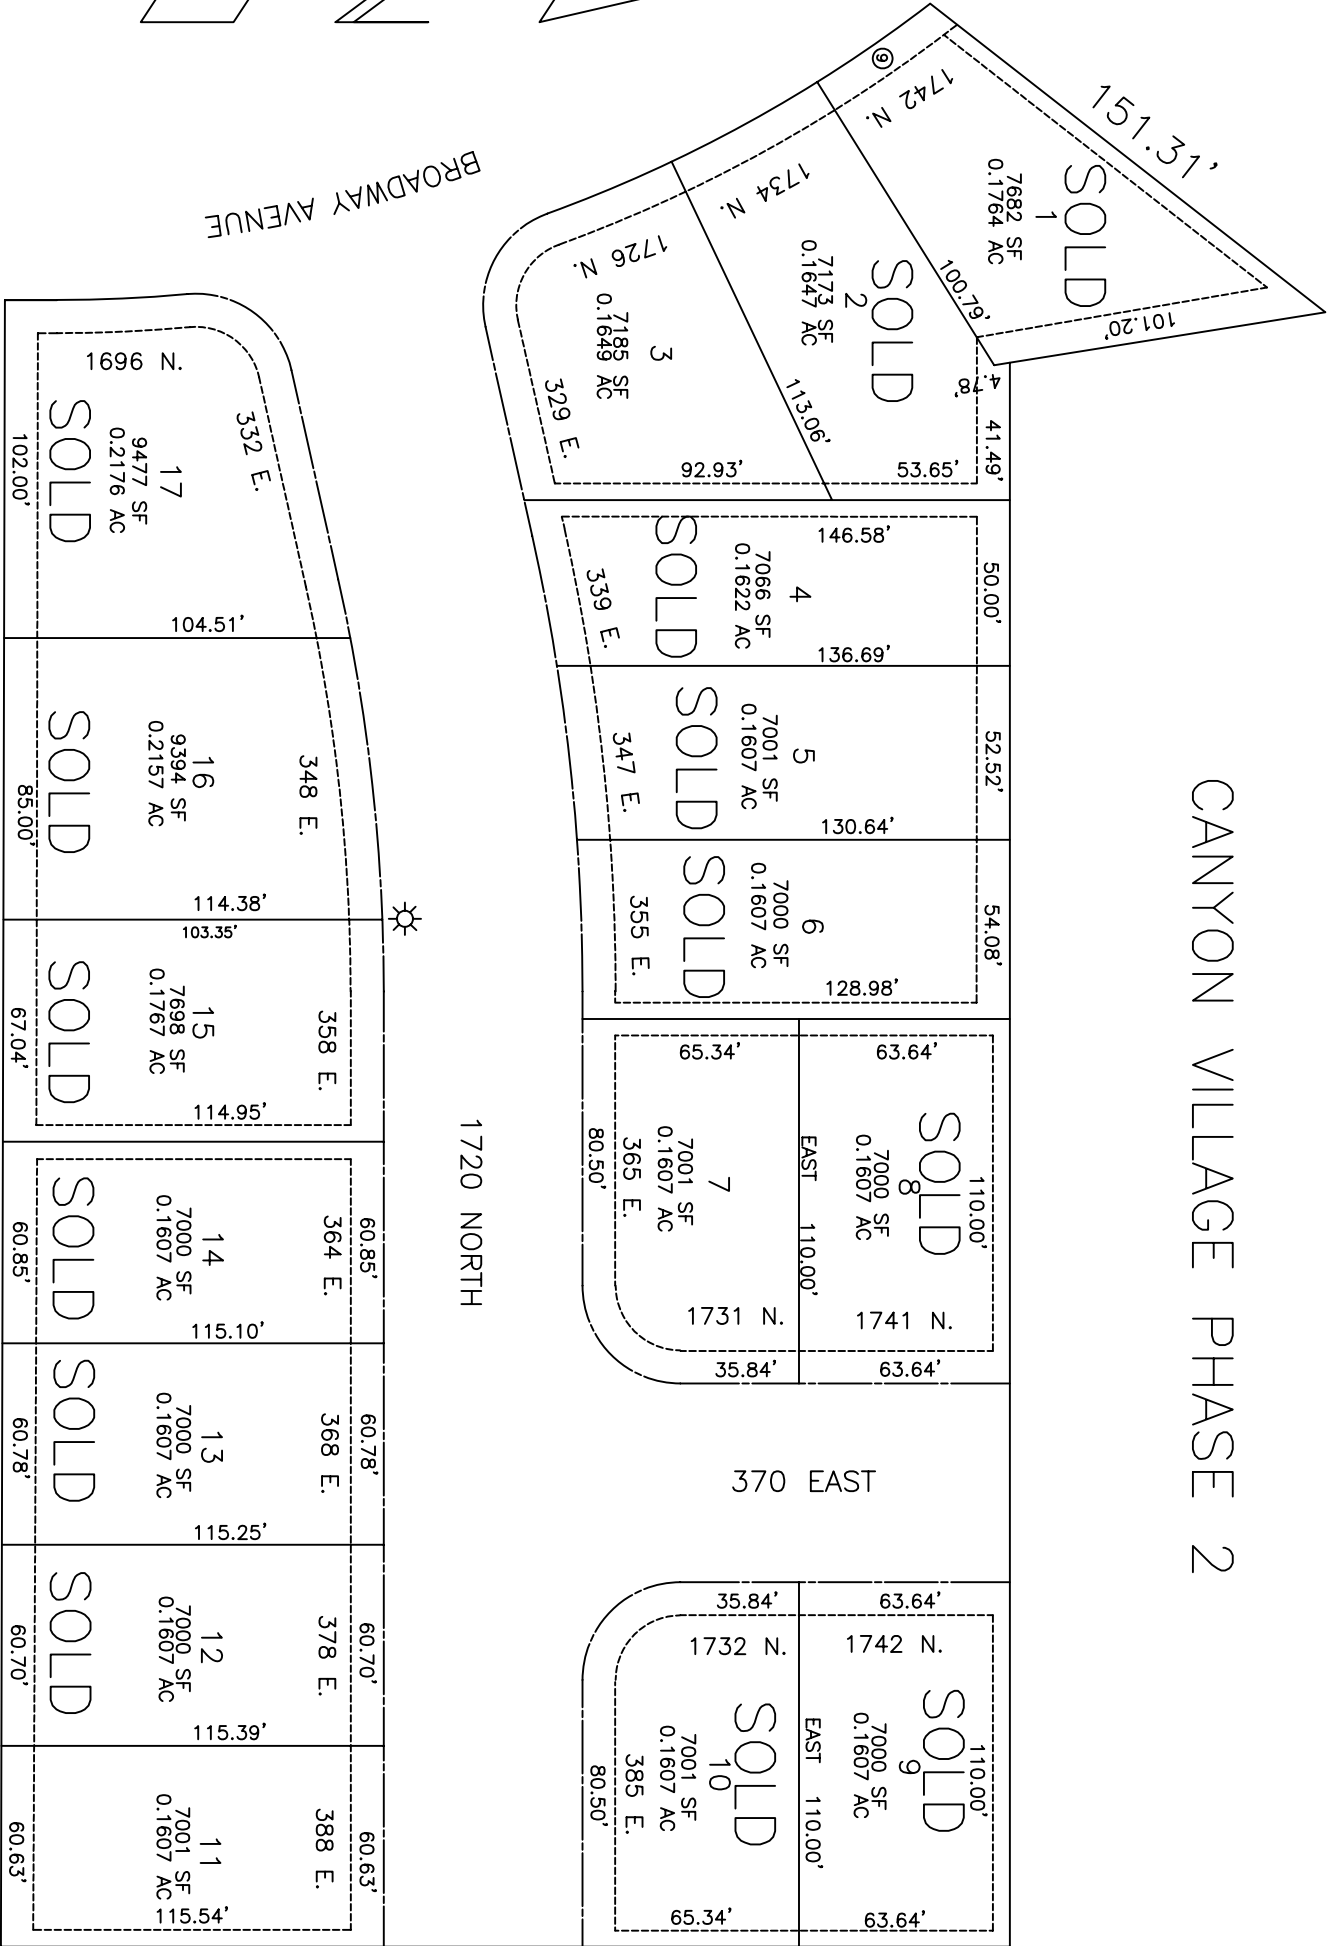 CANYON VILLAGE PHASE 2
BROADWAY AVENUE
1720 NORTH
370 EAST
6
151.31'
SOLD
1
7682 SF
0.1764 AC
1742 N.
101.20'
100.79'
SOLD
2
7173 SF
0.1647 AC
1734 N.
4.78'
41.49'
113.06'
53.65'
3
7185 SF
0.1649 AC
1726 N.
329 E.
92.93'
146.58'
50.00'
SOLD
4
7066 SF
0.1622 AC
339 E.
136.69'
52.52'
SOLD
5
7001 SF
0.1607 AC
347 E.
130.64'
54.08'
SOLD
6
7000 SF
0.1607 AC
355 E.
128.98'
65.34'
63.64'
7
7001 SF
0.1607 AC
365 E.
80.50'
1731 N.
35.84'
EAST 110.00'
SOLD
8
7000 SF
0.1607 AC
110.00'
1741 N.
63.64'
35.84'
63.64'
1732 N.
1742 N.
SOLD
9
7000 SF
0.1607 AC
110.00'
EAST 110.00'
SOLD
10
7001 SF
0.1607 AC
385 E.
80.50'
65.34'
63.64'
1696 N.
332 E.
17
9477 SF
0.2176 AC
SOLD
102.00'
104.51'
348 E.
16
9394 SF
0.2157 AC
SOLD
85.00'
114.38'
103.35'
358 E.
15
7698 SF
0.1767 AC
SOLD
67.04'
114.95'
60.85'
364 E.
14
7000 SF
0.1607 AC
SOLD
60.85'
115.10'
60.78'
368 E.
13
7000 SF
0.1607 AC
SOLD
60.78'
115.25'
60.70'
378 E.
12
7000 SF
0.1607 AC
SOLD
60.70'
115.39'
60.63'
388 E.
11
7001 SF
0.1607 AC
60.63'
115.54'